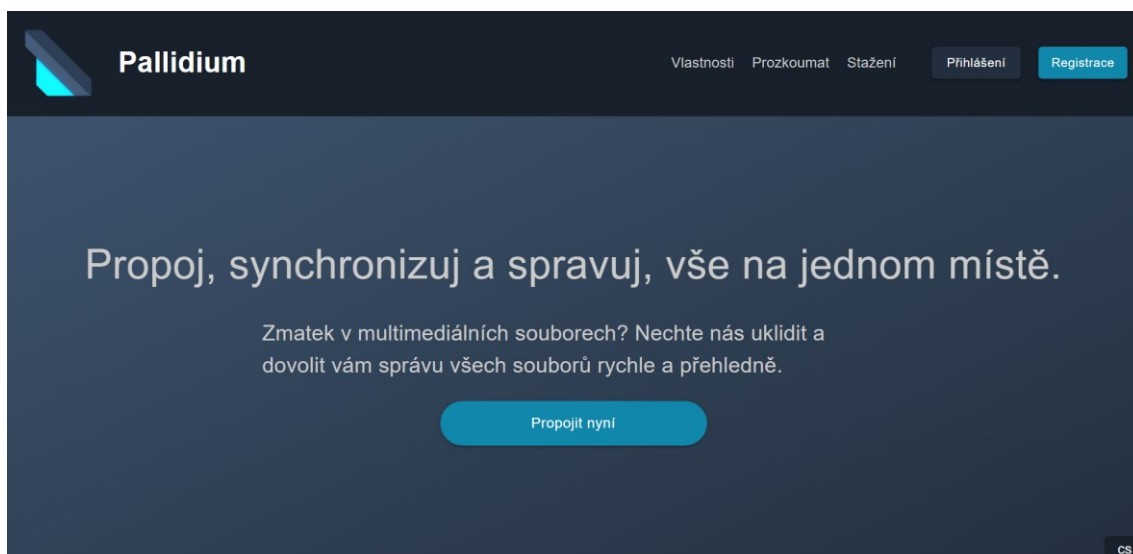 Pallidium
Vlastnosti Prozkoumat Stažení Přihlášení Registrace
Propoj, synchronizuj a spravuj, vše na jednom místě.
Zmatek v multimediálních souborech? Nechte nás uklidit a
dovolit vám správu všech souborů rychle a přehledně.
Propojit nyní
CS